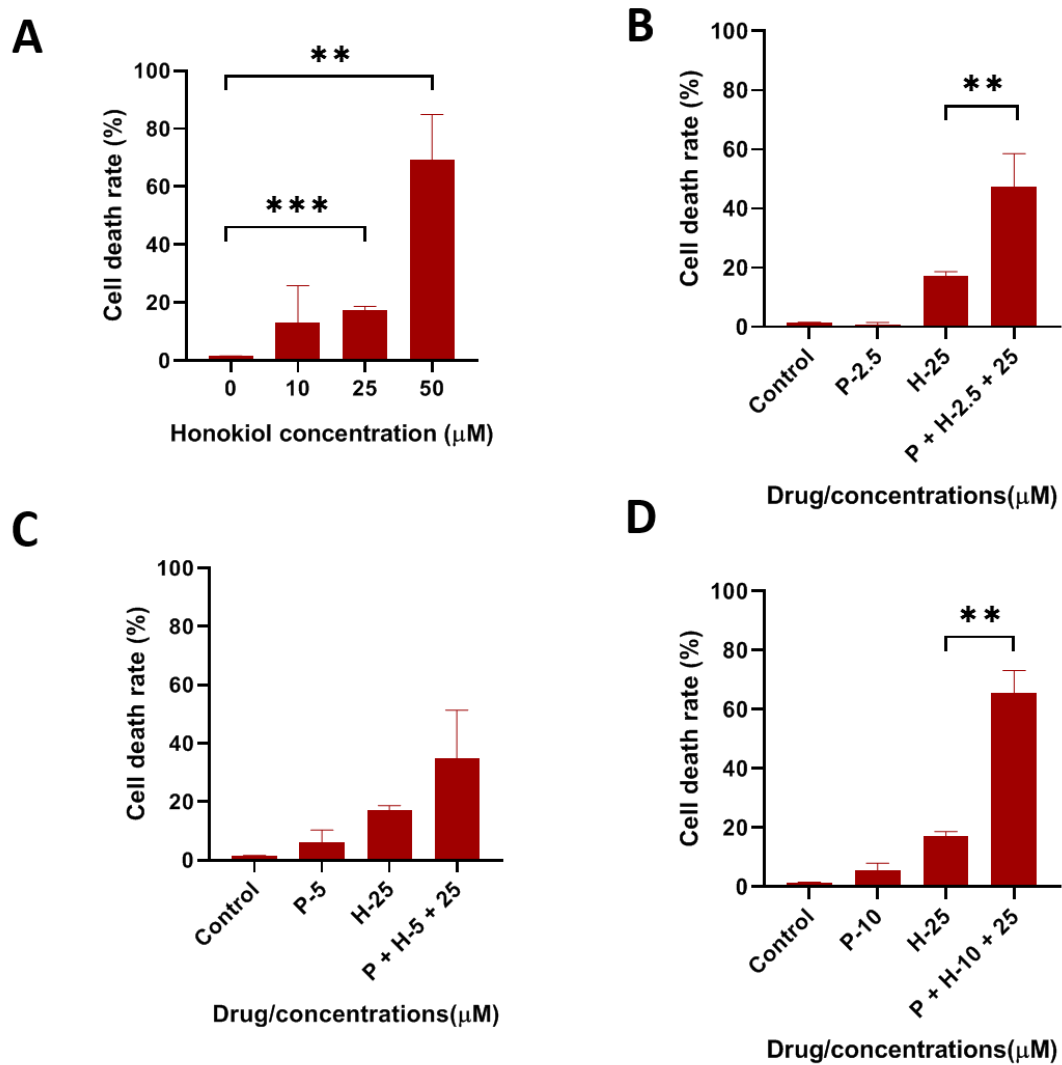 A
Cell death rate (%)
100
80
60
40
20
0
**
***
0 10 25 50
Honokiol concentration (μM)
B
Cell death rate (%)
100
80
60
40
20
0
**
Control P-2.5 H-25 P + H-2.5 + 25
Drug/concentrations(μM)
C
Cell death rate (%)
100
80
60
40
20
0
Control P-5 H-25 P + H-5 + 25
Drug/concentrations(μM)
D
Cell death rate (%)
100
80
60
40
20
0
**
Control P-10 H-25 P + H-10 + 25
Drug/concentrations(μM)